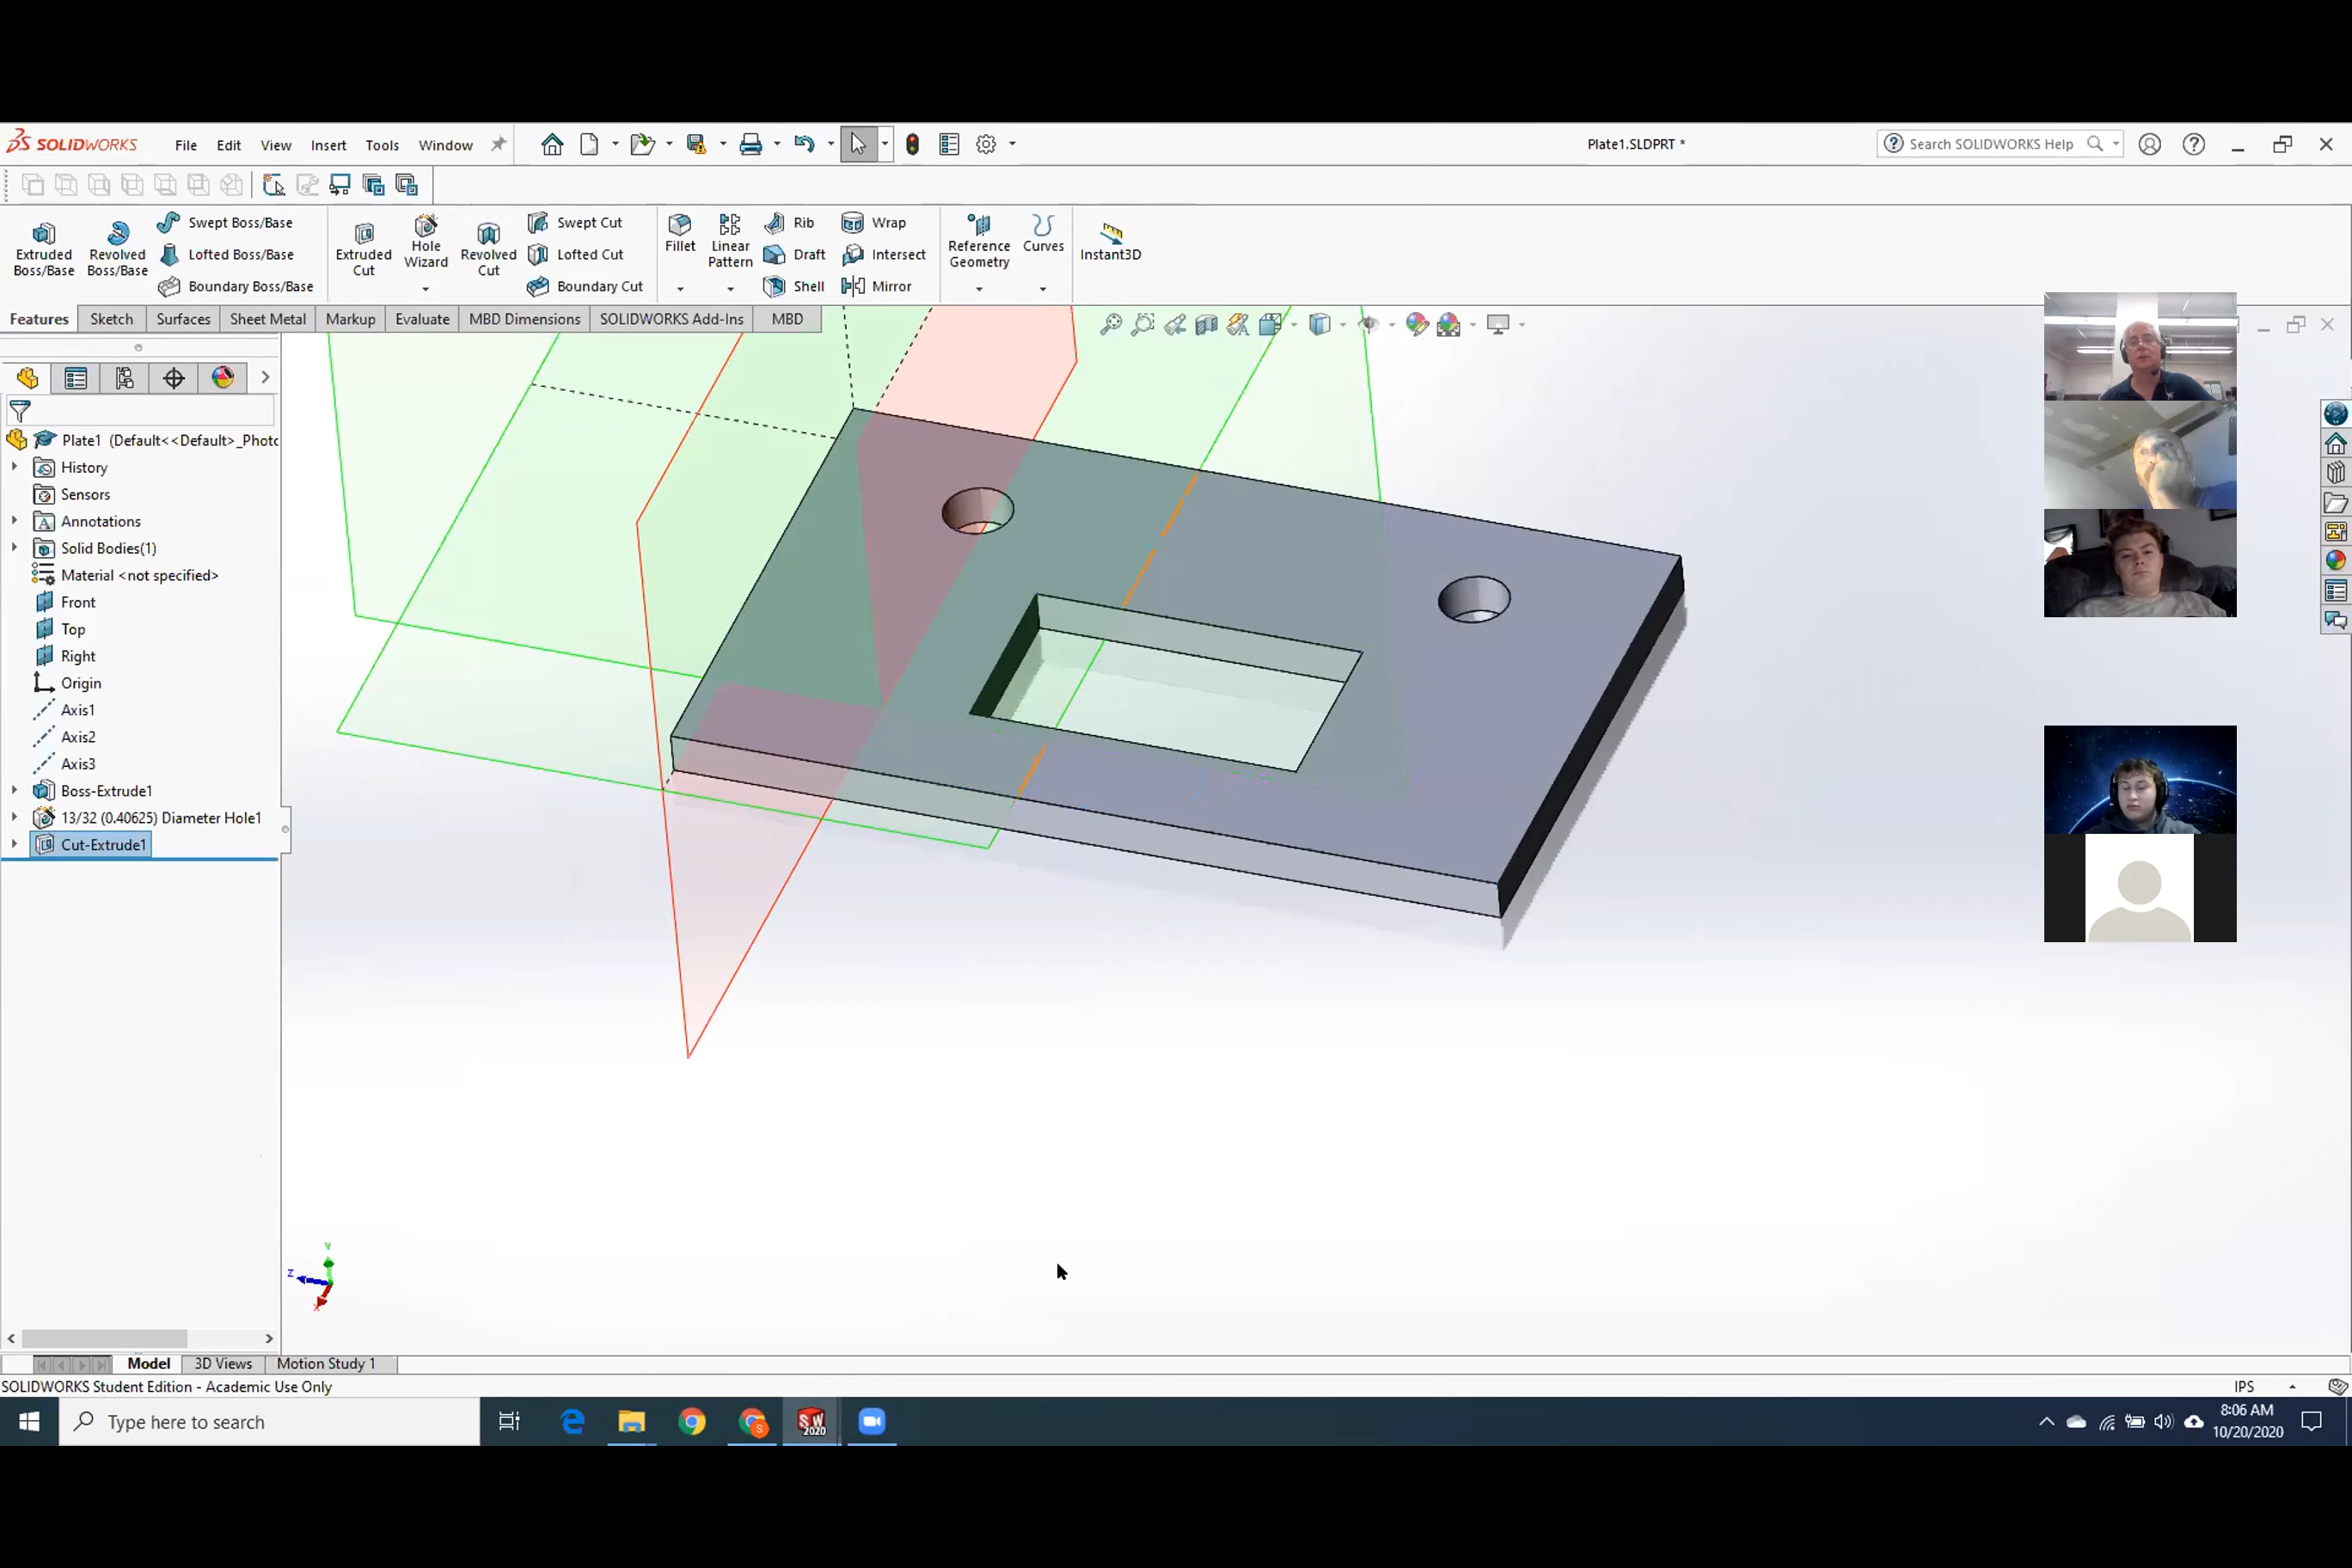 SOLIDWORKS File Edit View Insert Tools Window Plate1.SLDPRT * Search SOLIDWORKS Help
Extruded Boss/Base
Revolved Boss/Base
Swept Boss/Base
Lofted Boss/Base
Boundary Boss/Base
Extruded Cut
Hole Wizard
Revolved Cut
Swept Cut
Lofted Cut
Boundary Cut
Fillet
Linear Pattern
Rib
Draft
Shell
Wrap
Intersect
Mirror
Reference Geometry
Curves
Instant3D
Features Sketch Surfaces Sheet Metal Markup Evaluate MBD Dimensions SOLIDWORKS Add-Ins MBD
Plate1 (Default<<Default>_Photo
History
Sensors
Annotations
Solid Bodies(1)
Material <not specified>
Front
Top
Right
Origin
Axis1
Axis2
Axis3
Boss-Extrude1
13/32 (0.40625) Diameter Hole1
Cut-Extrude1
Y
Z
X
Model 3D Views Motion Study 1
SOLIDWORKS Student Edition - Academic Use Only IPS
Type here to search
SW 2020
8:06 AM
10/20/2020